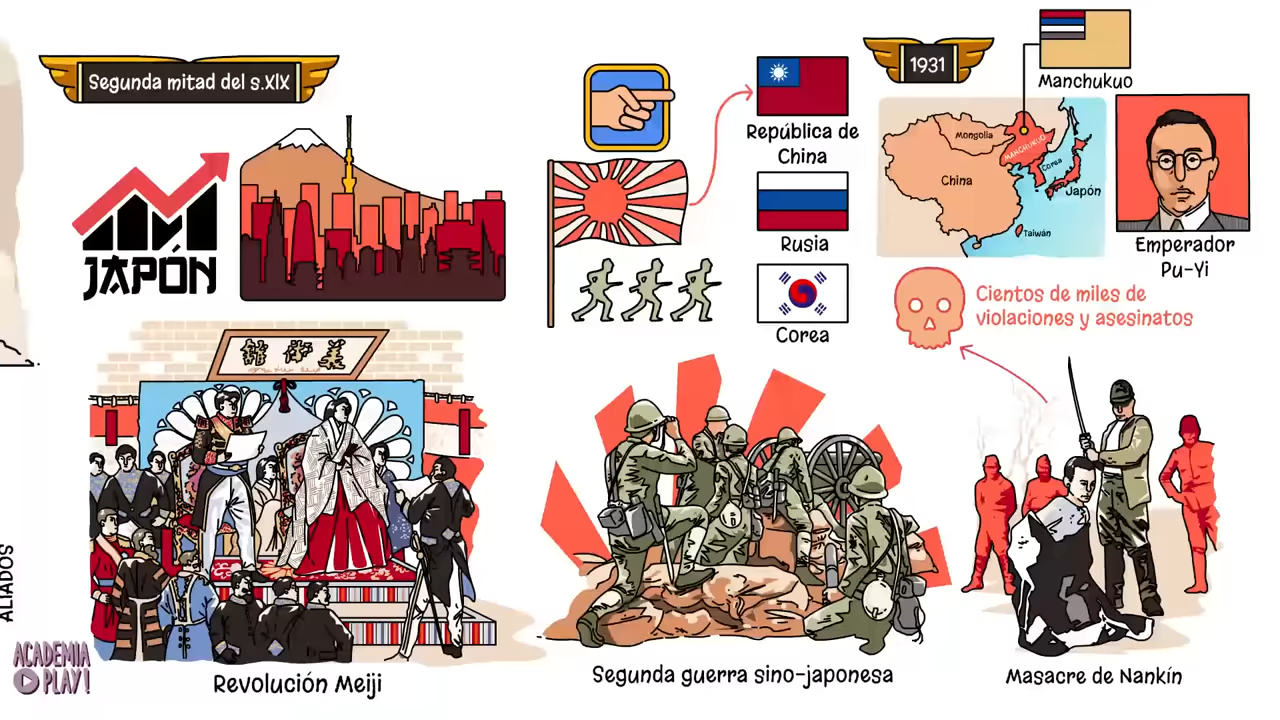 Segunda mitad del s.XIX
JAPÓN
Revolución Meiji
República de
China
Rusia
Corea
Segunda guerra sino-japonesa
1931
Manchukuo
Mongolia
MANCHUKUO
Corea
China
Japón
Taiwán
Emperador
Pu-Yi
Cientos de miles de
violaciones y asesinatos
Masacre de Nankín
ALIADOS
ACADEMIA
PLAY!